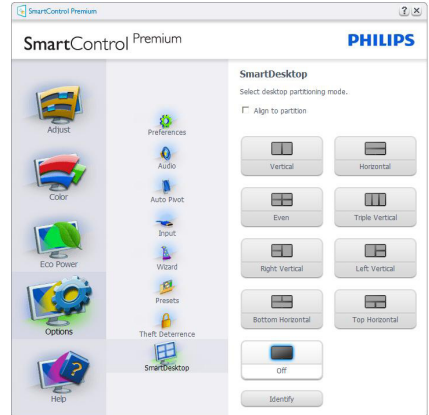 SmartControl Premium
SmartControl Premium
PHILIPS
Adjust
Color
Eco Power
Options
Help
Preferences
Audio
Auto Pivot
Input
Wizard
Presets
Theft Deterrence
SmartDesktop
SmartDesktop
Select desktop partitioning mode.
Align to partition
Vertical
Horizontal
Even
Triple Vertical
Right Vertical
Left Vertical
Bottom Horizontal
Top Horizontal
Off
Identify